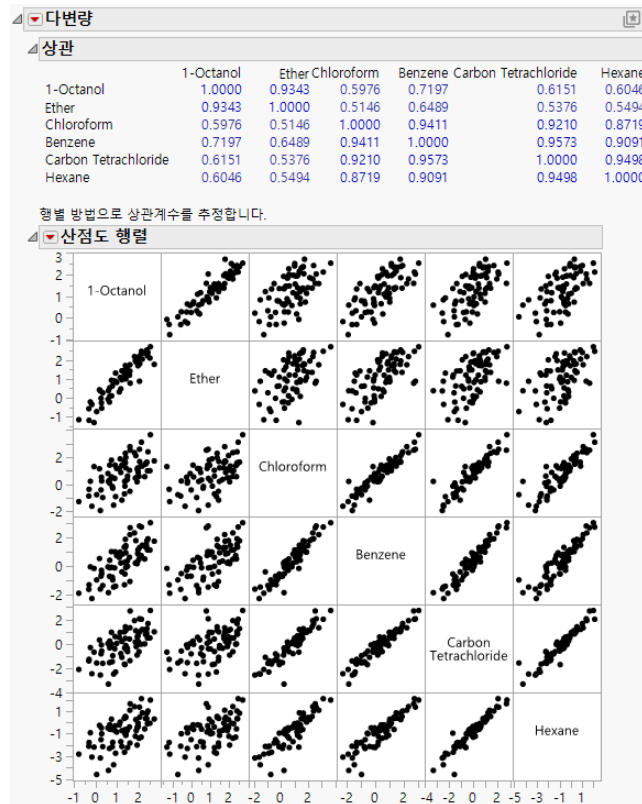 다변량
상관
1-Octanol Ether Chloroform Benzene Carbon Tetrachloride Hexane
1-Octanol 1.0000 0.9343 0.5976 0.7197 0.6151 0.6046
Ether 0.9343 1.0000 0.5146 0.6489 0.5376 0.5494
Chloroform 0.5976 0.5146 1.0000 0.9411 0.9210 0.8719
Benzene 0.7197 0.6489 0.9411 1.0000 0.9573 0.9091
Carbon Tetrachloride 0.6151 0.5376 0.9210 0.9573 1.0000 0.9498
Hexane 0.6046 0.5494 0.8719 0.9091 0.9498 1.0000
행별 방법으로 상관계수를 추정합니다.
산점도 행렬
3
2
1
0
-1
1-Octanol
2
1
0
-1
Ether
2
0
-2
Chloroform
2
0
-2
Benzene
2
0
-2
-4
Carbon
Tetrachloride
1
-1
-3
-5
Hexane
-1 0 1 2 -1 0 1 2 -2 0 2 -2 0 2 -4 -2 0 2 -5 -3 -1 1